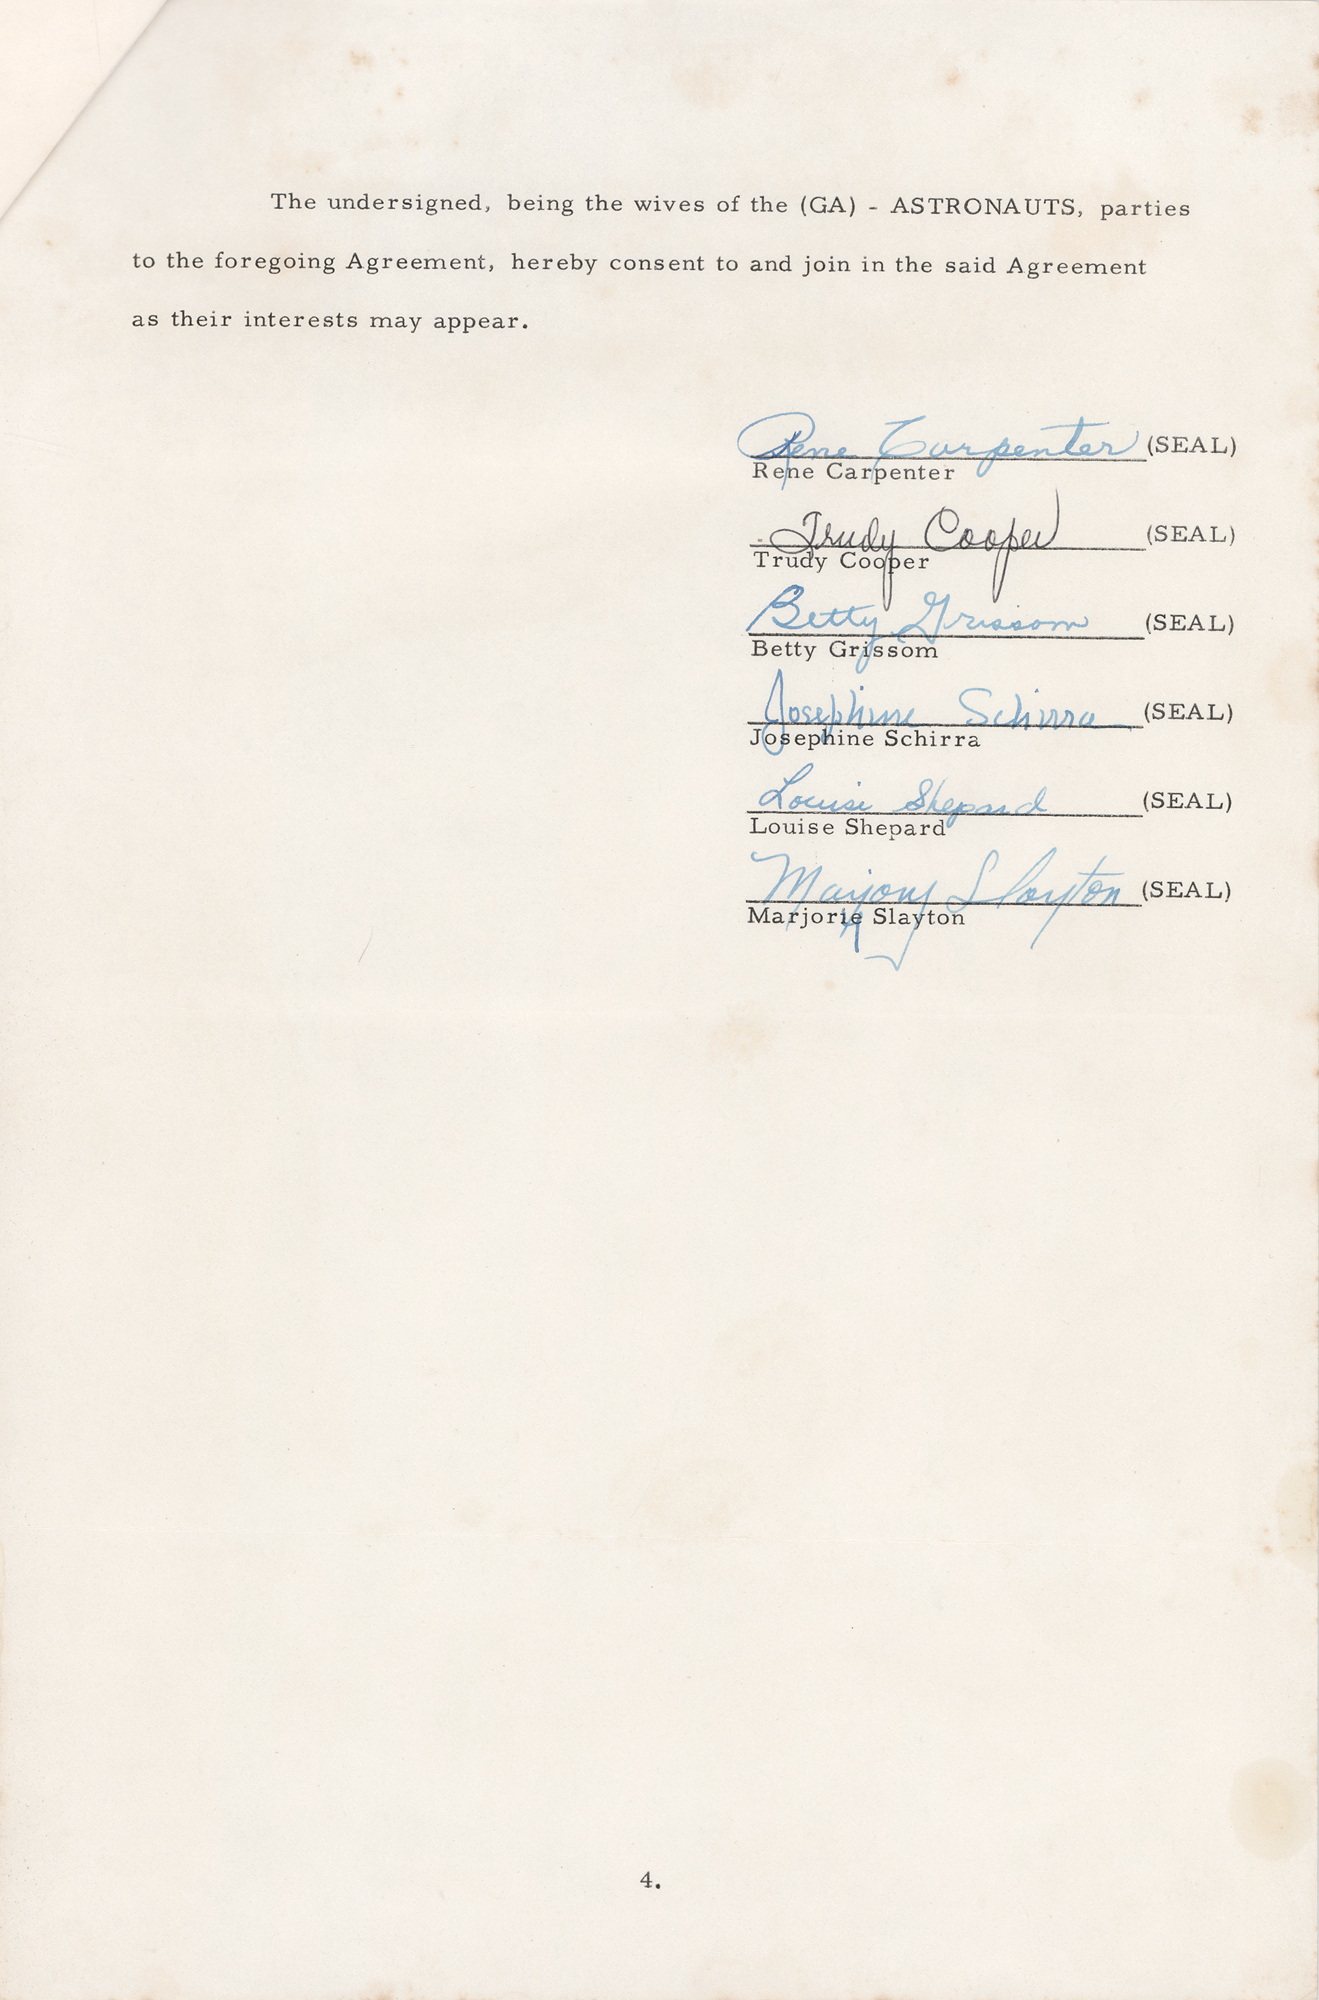 The undersigned, being the wives of the (GA) - ASTRONAUTS, parties
to the foregoing Agreement, hereby consent to and join in the said Agreement
as their interests may appear.
Rene Carpenter (SEAL)
Rene Carpenter
Trudy Cooper (SEAL)
Trudy Cooper
Betty Grissom (SEAL)
Betty Grissom
Josephine Schirra (SEAL)
Josephine Schirra
Louise Shepard (SEAL)
Louise Shepard
Marjory Slayton (SEAL)
Marjorie Slayton
4.